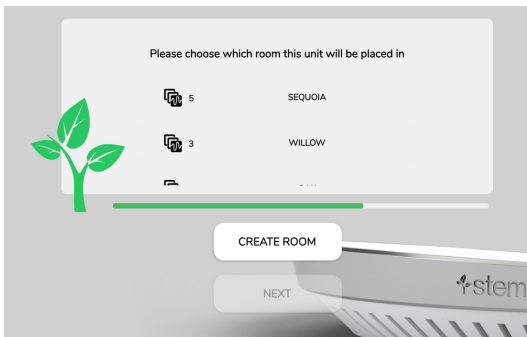 Please choose which room this unit will be placed in
5 SEQUOIA
3 WILLOW
CREATE ROOM
NEXT
stem